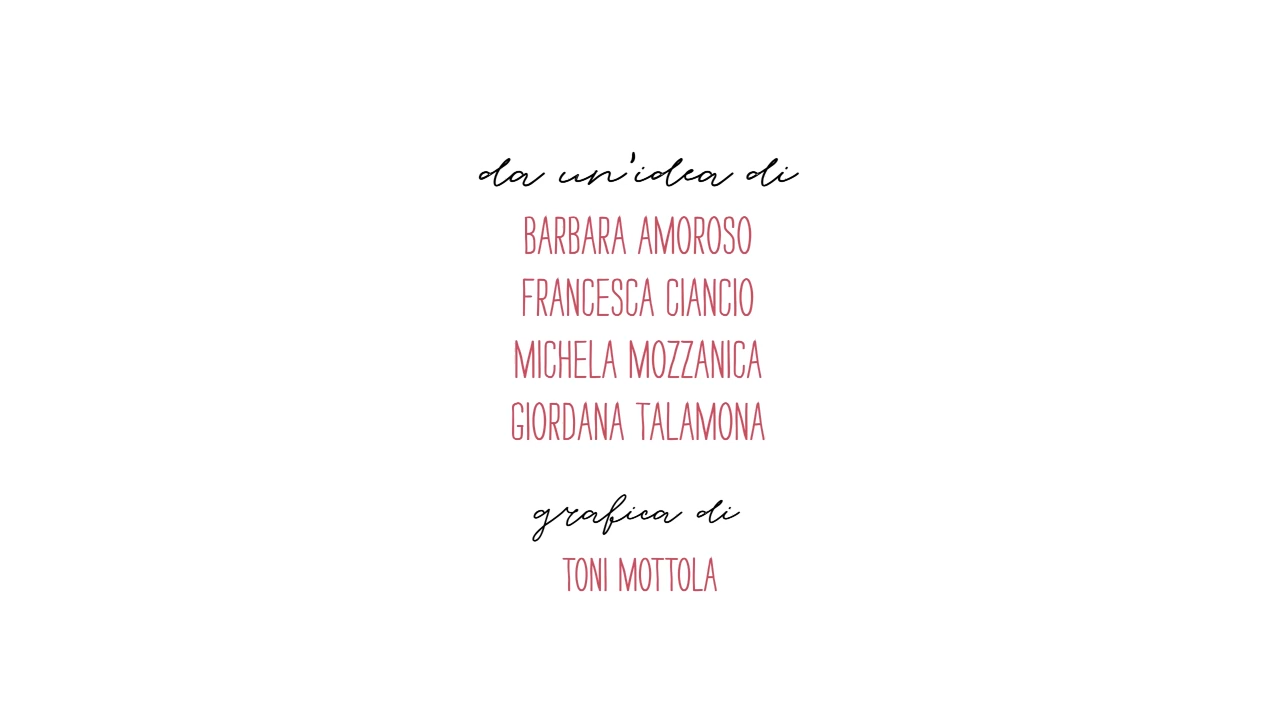 da un'idea di
BARBARA AMOROSO
FRANCESCA CIANCIO
MICHELA MOZZANICA
GIORDANA TALAMONA
grafica di
TONI MOTTOLA